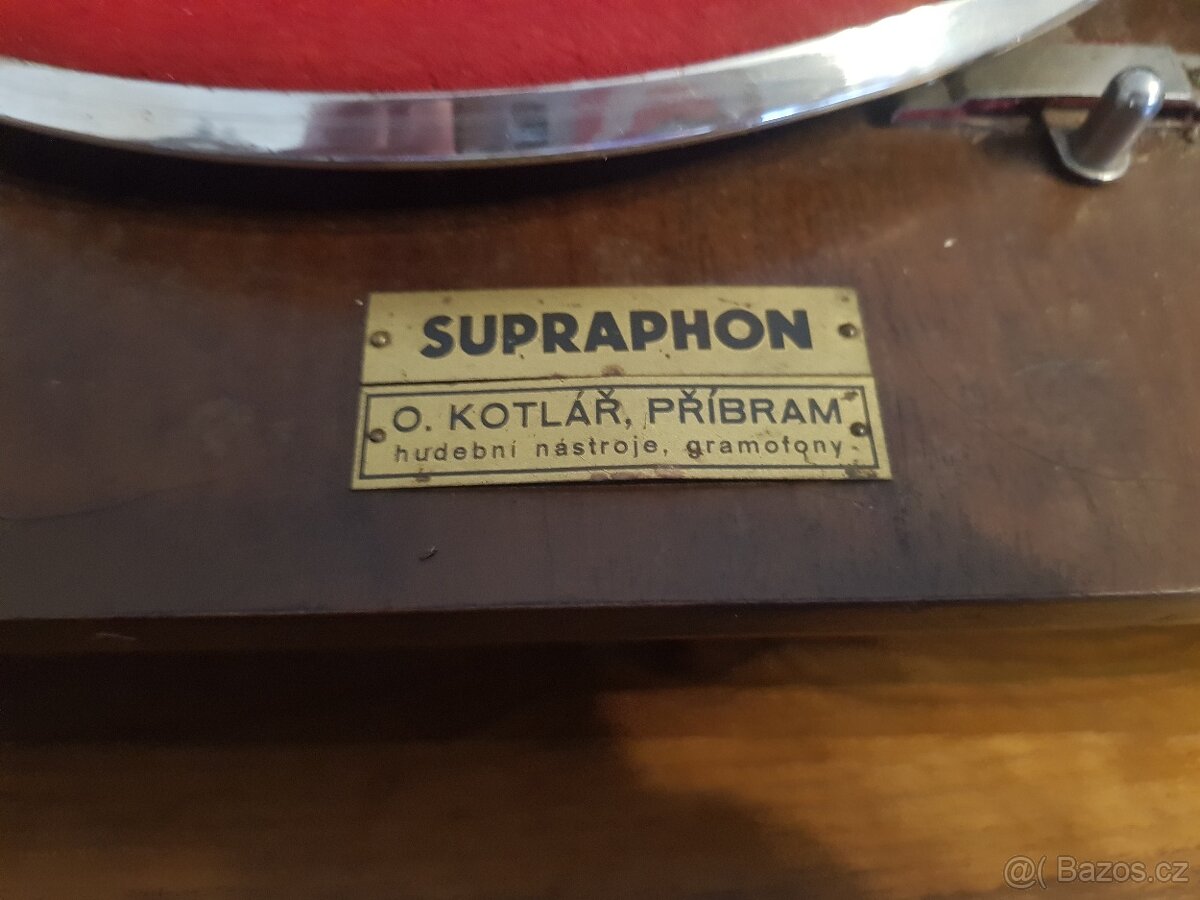 SUPRAPHON
O. KOTLÁŘ, PŘÍBRAM
hudební nástroje, gramofony
@( Bazos.cz